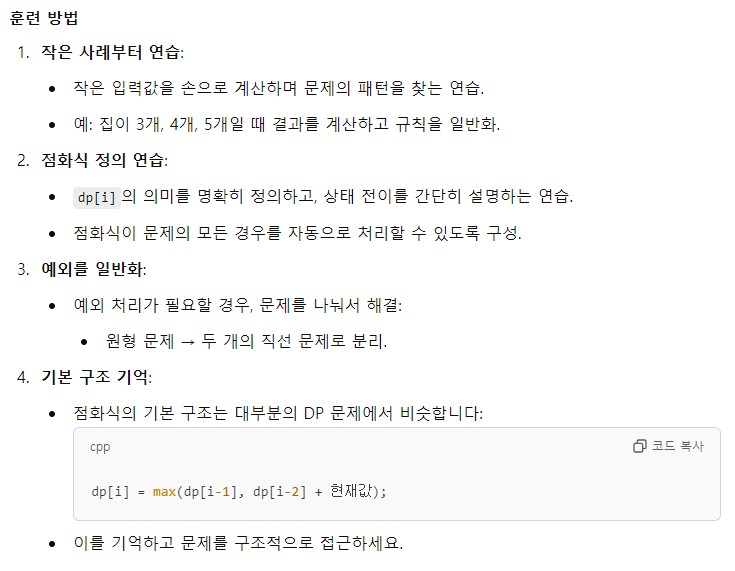 훈련 방법
1. 작은 사례부터 연습:
• 작은 입력값을 손으로 계산하며 문제의 패턴을 찾는 연습.
• 예: 집이 3개, 4개, 5개일 때 결과를 계산하고 규칙을 일반화.
2. 점화식 정의 연습:
• dp[i]의 의미를 명확히 정의하고, 상태 전이를 간단히 설명하는 연습.
• 점화식이 문제의 모든 경우를 자동으로 처리할 수 있도록 구성.
3. 예외를 일반화:
• 예외 처리가 필요할 경우, 문제를 나눠서 해결:
• 원형 문제 → 두 개의 직선 문제로 분리.
4. 기본 구조 기억:
• 점화식의 기본 구조는 대부분의 DP 문제에서 비슷합니다:
cpp 코드 복사
dp[i] = max(dp[i-1], dp[i-2] + 현재값);
• 이를 기억하고 문제를 구조적으로 접근하세요.